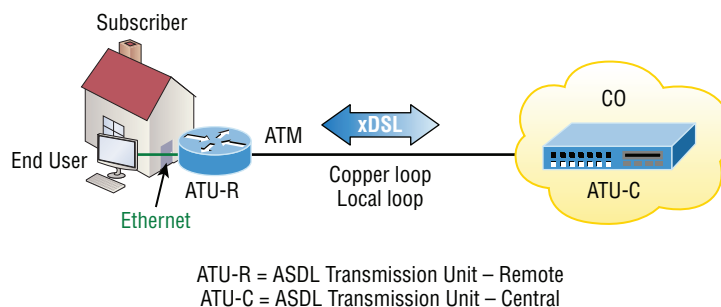 Subscriber
End User
Ethernet
ATU-R
ATM
xDSL
Copper loop
Local loop
CO
ATU-C
ATU-R = ASDL Transmission Unit – Remote
ATU-C = ASDL Transmission Unit – Central